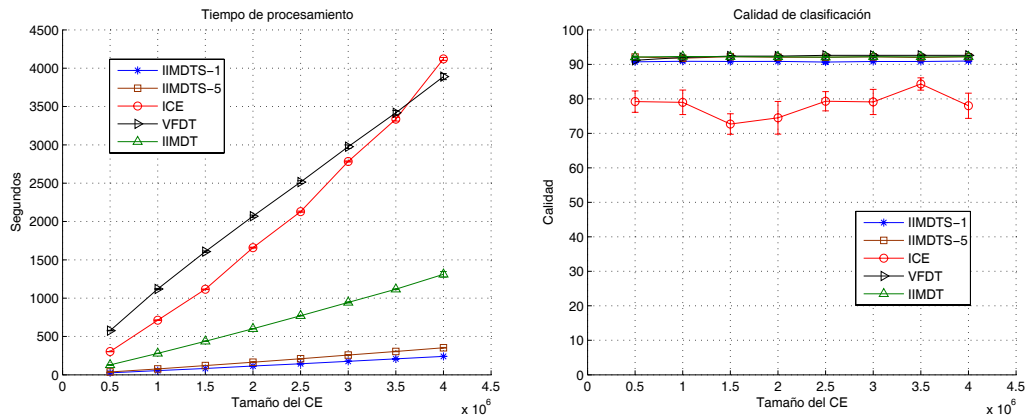 Tiempo de procesamiento
5000
4500
4000
3500
3000
2500
2000
1500
1000
500
0
Segundos
IIMDTS−1
IIMDTS−5
ICE
VFDT
IIMDT
0 0.5 1 1.5 2 2.5 3 3.5 4 4.5
Tamaño del CE
x 10^6
Calidad de clasificación
100
90
80
70
60
50
40
30
20
10
0
Calidad
IIMDTS−1
IIMDTS−5
ICE
VFDT
IIMDT
0 0.5 1 1.5 2 2.5 3 3.5 4 4.5
Tamaño del CE
x 10^6